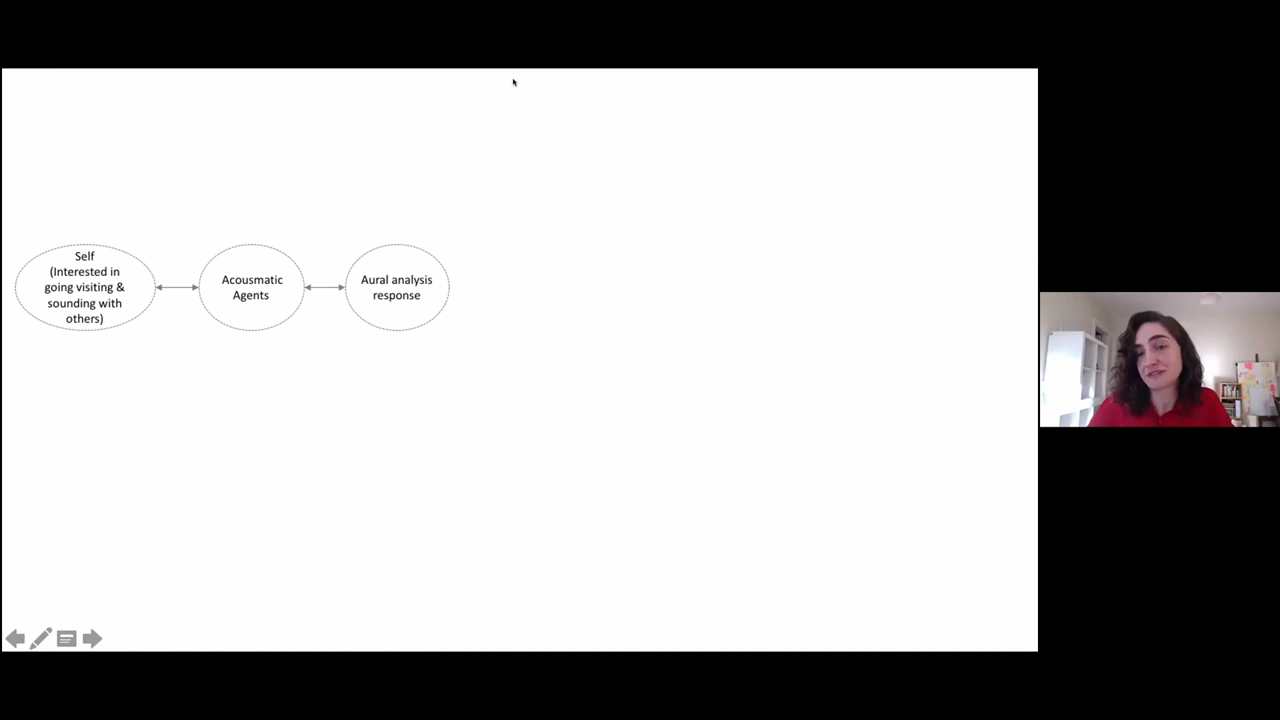 Self
(Interested in
going visiting &
sounding with
others)
Acousmatic
Agents
Aural analysis
response